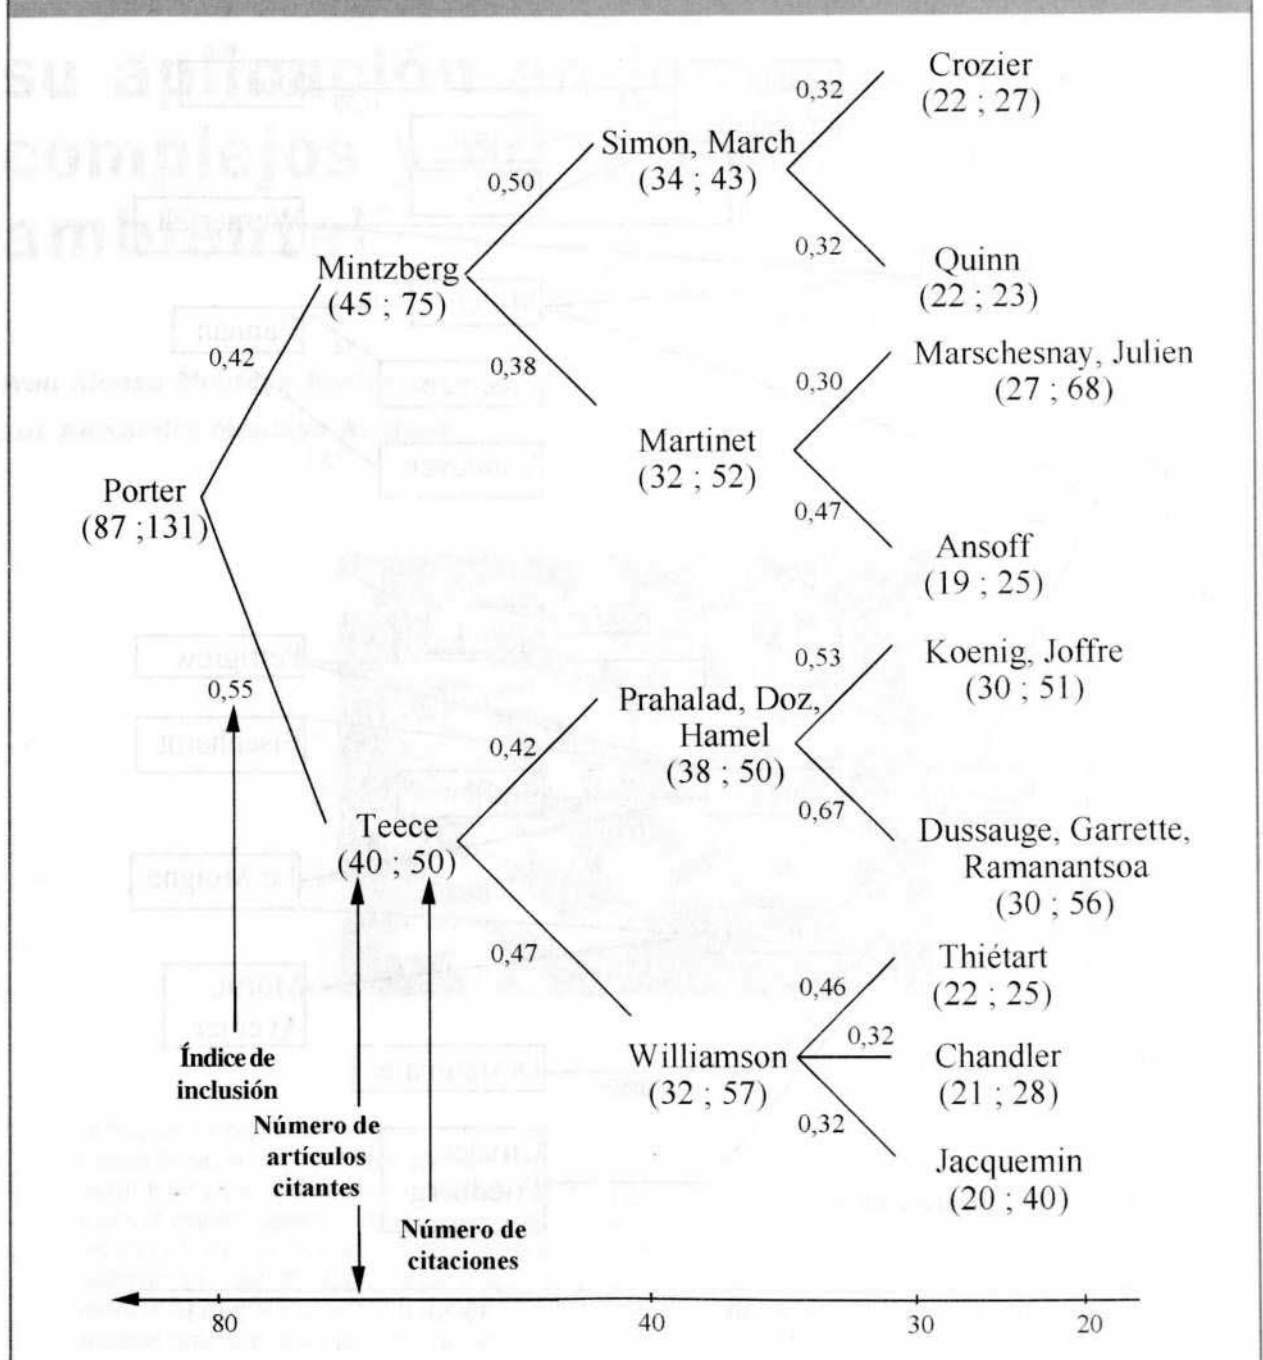 0,32
Crozier
(22 ; 27)
Simon, March
(34 ; 43)
0,50
0,32
Quinn
(22 ; 23)
Mintzberg
(45 ; 75)
0,42
0,38
0,30
Marschesnay, Julien
(27 ; 68)
Martinet
(32 ; 52)
0,47
Ansoff
(19 ; 25)
Porter
(87 ;131)
0,55
0,53
Koenig, Joffre
(30 ; 51)
Prahalad, Doz,
Hamel
(38 ; 50)
0,42
0,67
Dussauge, Garrette,
Ramanantsoa
(30 ; 56)
Teece
(40 ; 50)
0,47
0,46
Thiétart
(22 ; 25)
0,32
Chandler
(21 ; 28)
Williamson
(32 ; 57)
0,32
Jacquemin
(20 ; 40)
Índice de
inclusión
Número de
artículos
citantes
Número de
citaciones
80
40
30
20